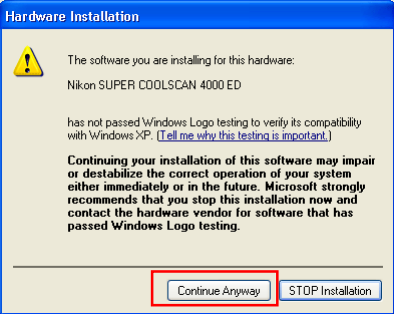 Hardware Installation
The software you are installing for this hardware:
Nikon SUPER COOLSCAN 4000 ED
has not passed Windows Logo testing to verify its compatibility
with Windows XP. (Tell me why this testing is important.)
Continuing your installation of this software may impair
or destabilize the correct operation of your system
either immediately or in the future. Microsoft strongly
recommends that you stop this installation now and
contact the hardware vendor for software that has
passed Windows Logo testing.
Continue Anyway STOP Installation